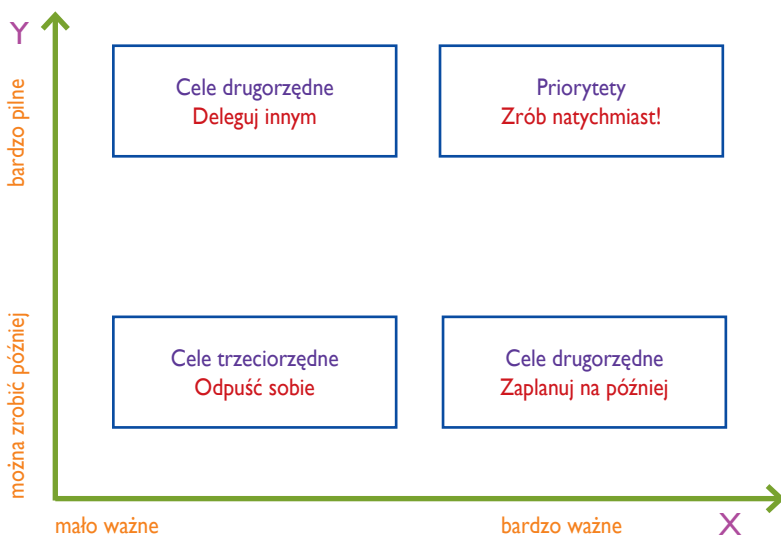 Y
bardzo pilne
Cele drugorzędne
Deleguj innym
Priorytety
Zrób natychmiast!
można zrobić później
Cele trzeciorzędne
Odpuść sobie
Cele drugorzędne
Zaplanuj na później
mało ważne
bardzo ważne
X